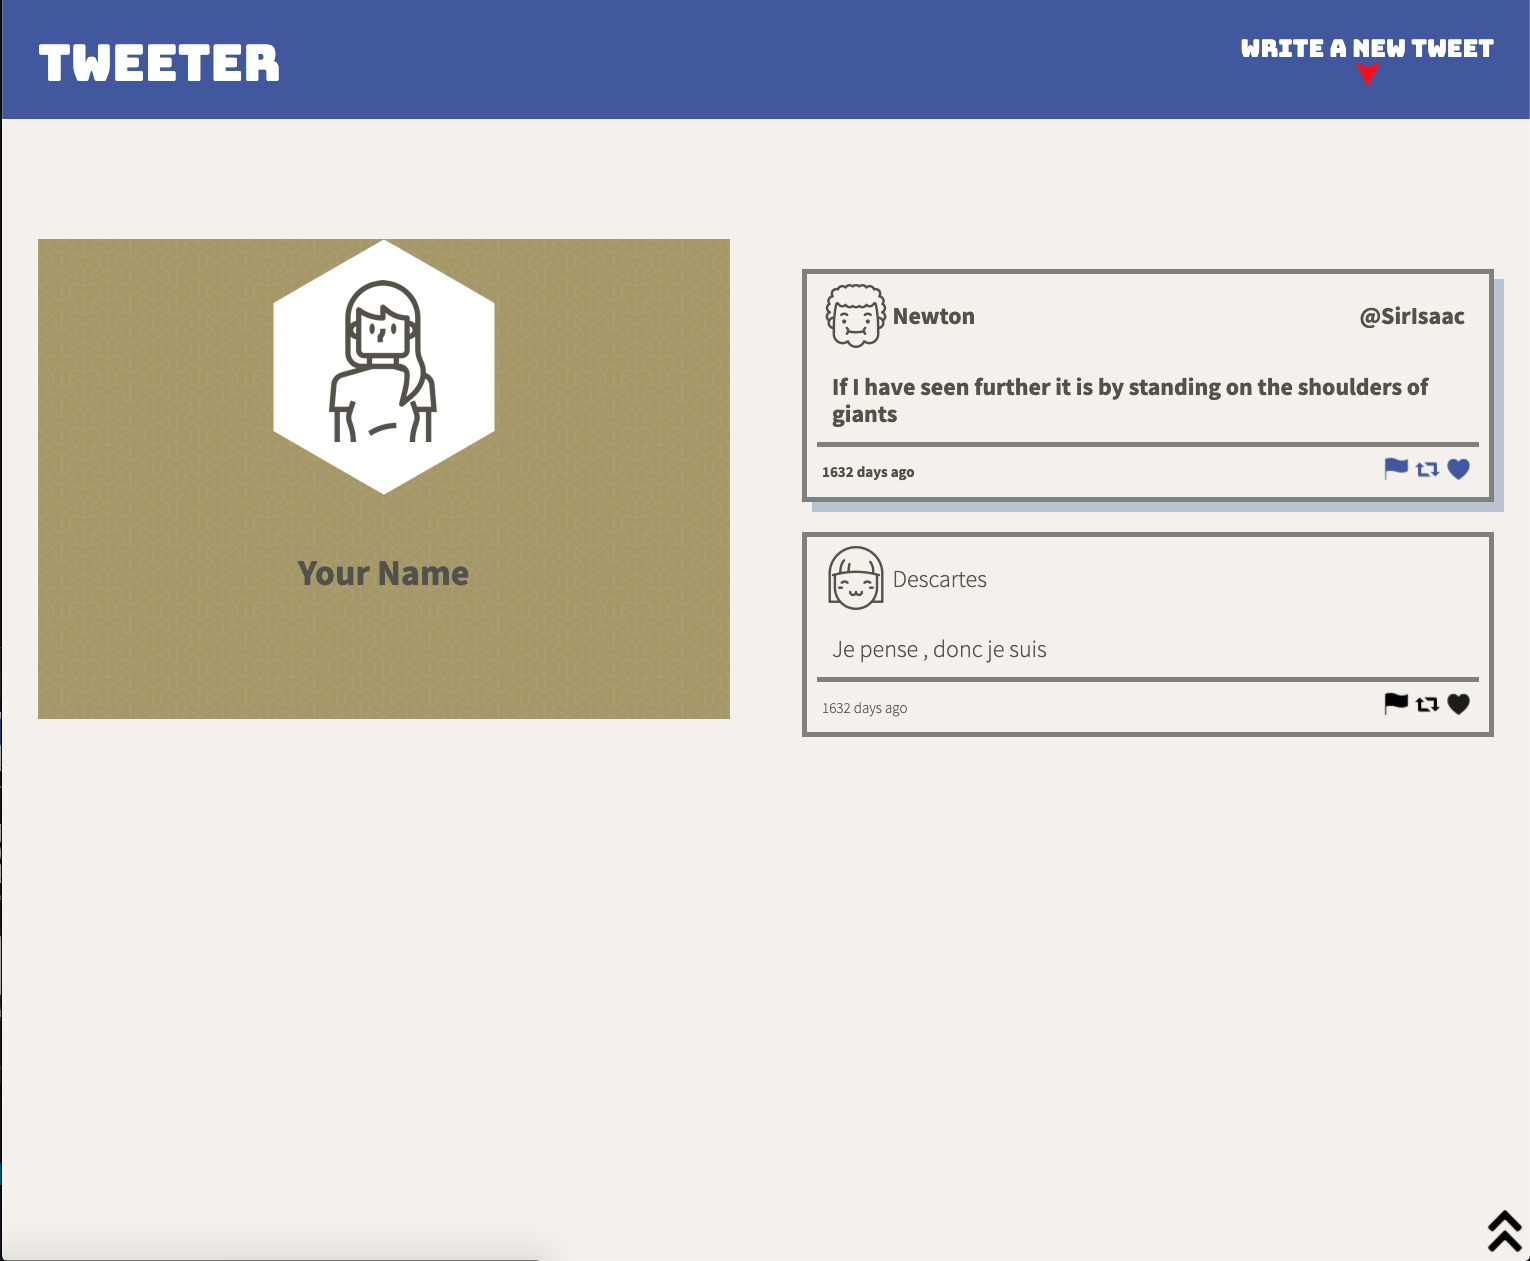 TWEETER
WRITE A NEW TWEET
Your Name
Newton
@SirIsaac
If I have seen further it is by standing on the shoulders of
giants
1632 days ago
Descartes
Je pense , donc je suis
1632 days ago